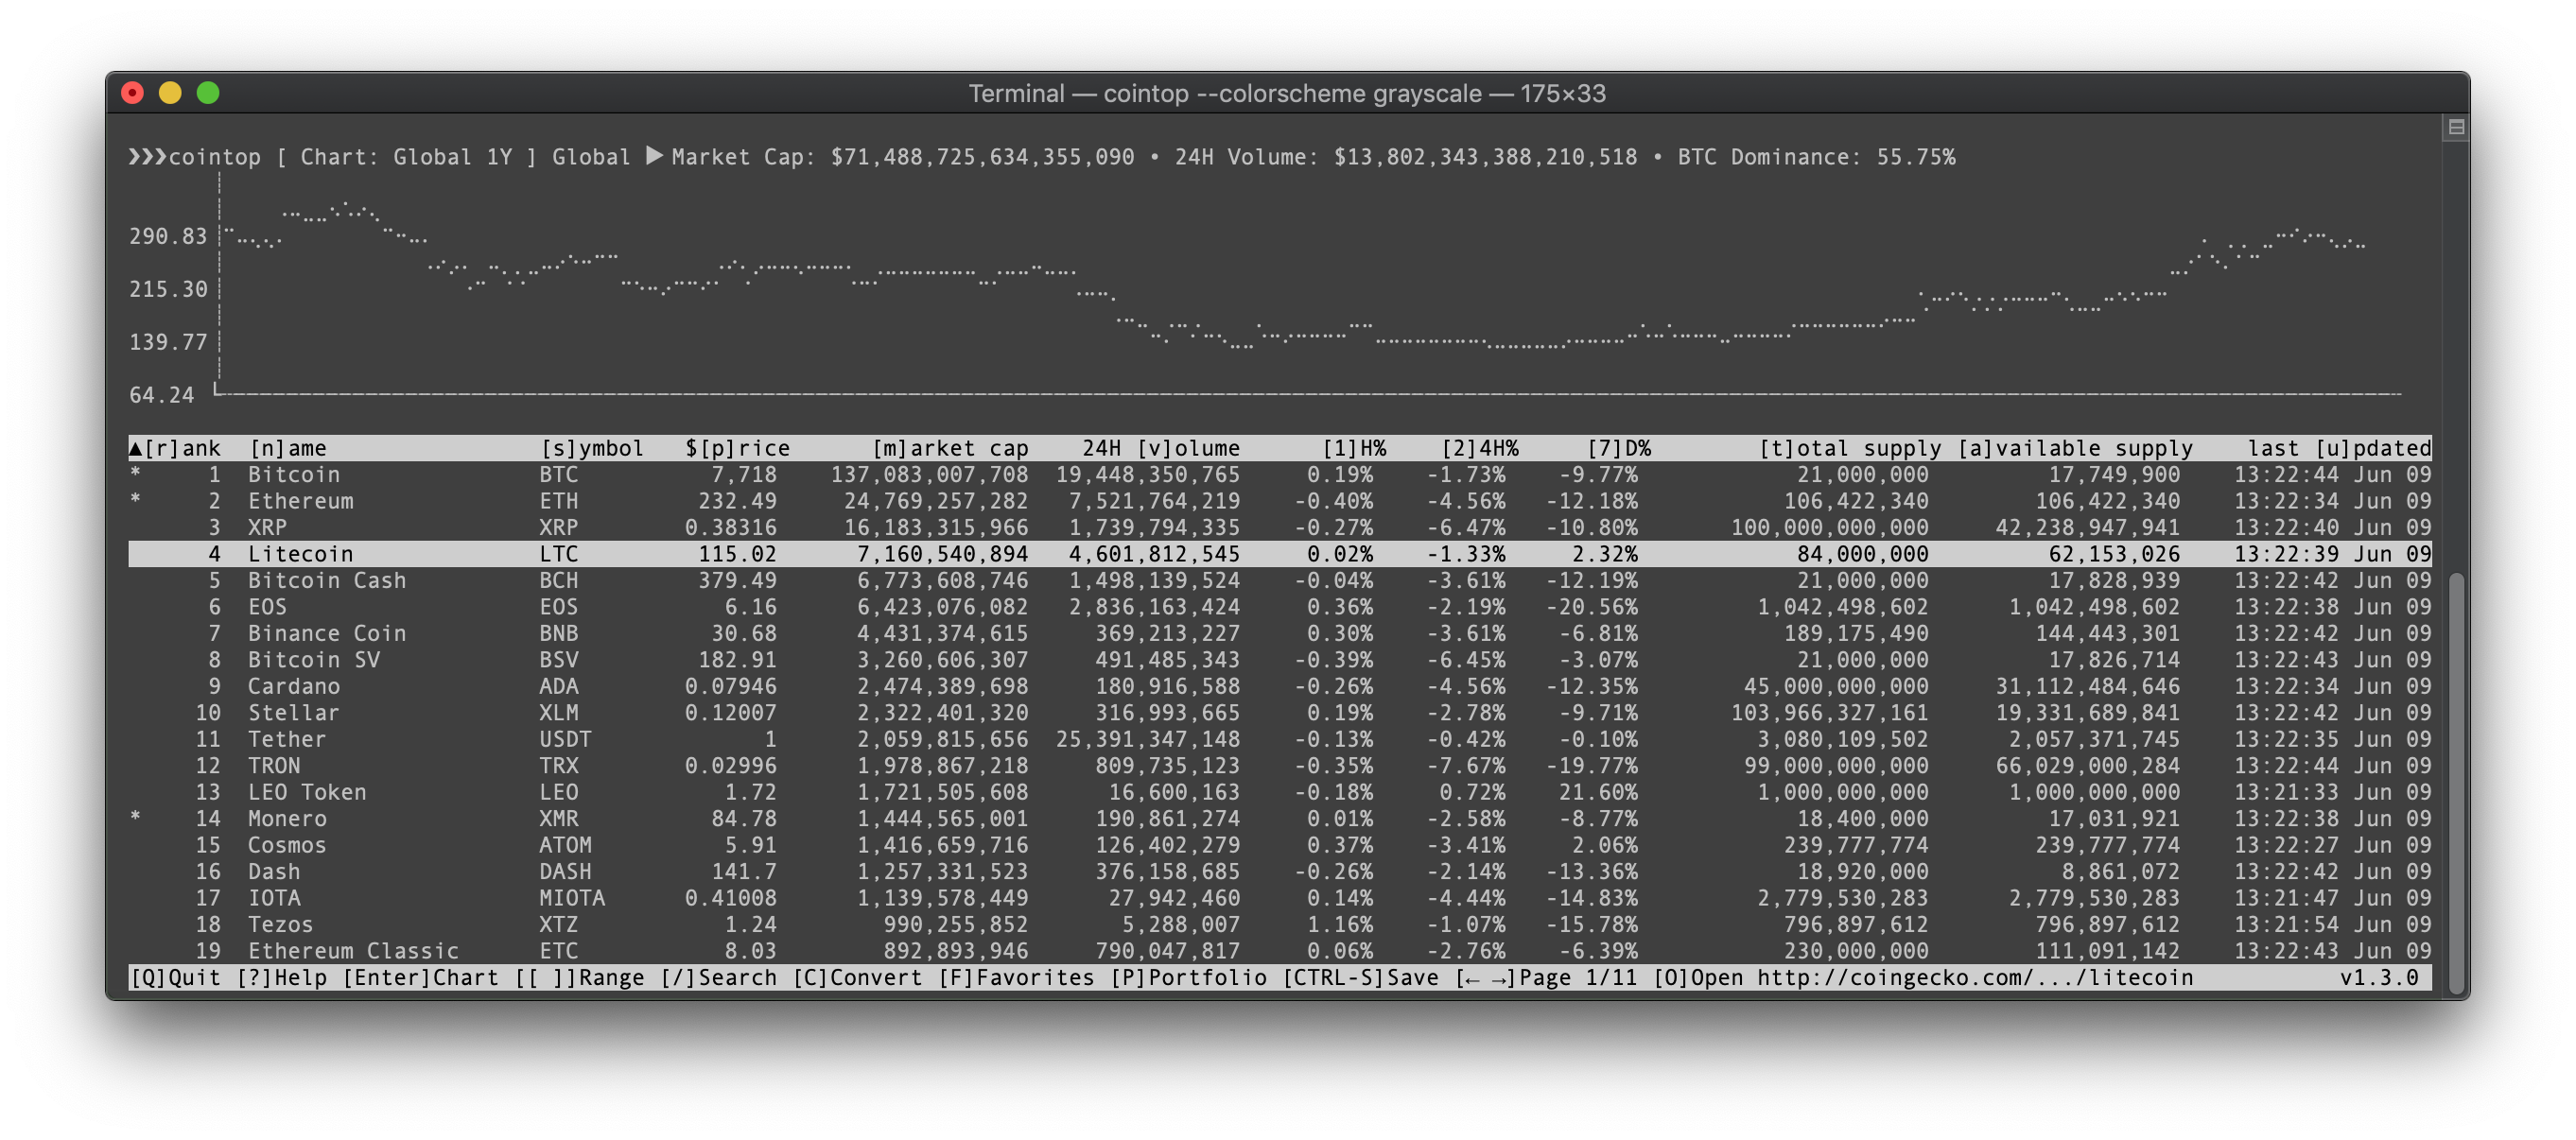 Terminal — cointop --colorscheme grayscale — 175×33
❯❯❯cointop [ Chart: Global 1Y ] Global ▶ Market Cap: $71,488,725,634,355,090 • 24H Volume: $13,802,343,388,210,518 • BTC Dominance: 55.75%
290.83
215.30
139.77
64.24
▲[r]ank [n]ame [s]ymbol $[p]rice [m]arket cap 24H [v]olume [1]H% [2]4H% [7]D% [t]otal supply [a]vailable supply last [u]pdated
* 1 Bitcoin BTC 7,718 137,083,007,708 19,448,350,765 0.19% -1.73% -9.77% 21,000,000 17,749,900 13:22:44 Jun 09
* 2 Ethereum ETH 232.49 24,769,257,282 7,521,764,219 -0.40% -4.56% -12.18% 106,422,340 106,422,340 13:22:34 Jun 09
3 XRP XRP 0.38316 16,183,315,966 1,739,794,335 -0.27% -6.47% -10.80% 100,000,000,000 42,238,947,941 13:22:40 Jun 09
4 Litecoin LTC 115.02 7,160,540,894 4,601,812,545 0.02% -1.33% 2.32% 84,000,000 62,153,026 13:22:39 Jun 09
5 Bitcoin Cash BCH 379.49 6,773,608,746 1,498,139,524 -0.04% -3.61% -12.19% 21,000,000 17,828,939 13:22:42 Jun 09
6 EOS EOS 6.16 6,423,076,082 2,836,163,424 0.36% -2.19% -20.56% 1,042,498,602 1,042,498,602 13:22:38 Jun 09
7 Binance Coin BNB 30.68 4,431,374,615 369,213,227 0.30% -3.61% -6.81% 189,175,490 144,443,301 13:22:42 Jun 09
8 Bitcoin SV BSV 182.91 3,260,606,307 491,485,343 -0.39% -6.45% -3.07% 21,000,000 17,826,714 13:22:43 Jun 09
9 Cardano ADA 0.07946 2,474,389,698 180,916,588 -0.26% -4.56% -12.35% 45,000,000,000 31,112,484,646 13:22:34 Jun 09
10 Stellar XLM 0.12007 2,322,401,320 316,993,665 0.19% -2.78% -9.71% 103,966,327,161 19,331,689,841 13:22:42 Jun 09
11 Tether USDT 1 2,059,815,656 25,391,347,148 -0.13% -0.42% -0.10% 3,080,109,502 2,057,371,745 13:22:35 Jun 09
12 TRON TRX 0.02996 1,978,867,218 809,735,123 -0.35% -7.67% -19.77% 99,000,000,000 66,029,000,284 13:22:44 Jun 09
13 LEO Token LEO 1.72 1,721,505,608 16,600,163 -0.18% 0.72% 21.60% 1,000,000,000 1,000,000,000 13:21:33 Jun 09
* 14 Monero XMR 84.78 1,444,565,001 190,861,274 0.01% -2.58% -8.77% 18,400,000 17,031,921 13:22:38 Jun 09
15 Cosmos ATOM 5.91 1,416,659,716 126,402,279 0.37% -3.41% 2.06% 239,777,774 239,777,774 13:22:27 Jun 09
16 Dash DASH 141.7 1,257,331,523 376,158,685 -0.26% -2.14% -13.36% 18,920,000 8,861,072 13:22:42 Jun 09
17 IOTA MIOTA 0.41008 1,139,578,449 27,942,460 0.14% -4.44% -14.83% 2,779,530,283 2,779,530,283 13:21:47 Jun 09
18 Tezos XTZ 1.24 990,255,852 5,288,007 1.16% -1.07% -15.78% 796,897,612 796,897,612 13:21:54 Jun 09
19 Ethereum Classic ETC 8.03 892,893,946 790,047,817 0.06% -2.76% -6.39% 230,000,000 111,091,142 13:22:43 Jun 09
[Q]Quit [?]Help [Enter]Chart [[ ]]Range [/]Search [C]Convert [F]Favorites [P]Portfolio [CTRL-S]Save [← →]Page 1/11 [O]Open http://coingecko.com/.../litecoin v1.3.0